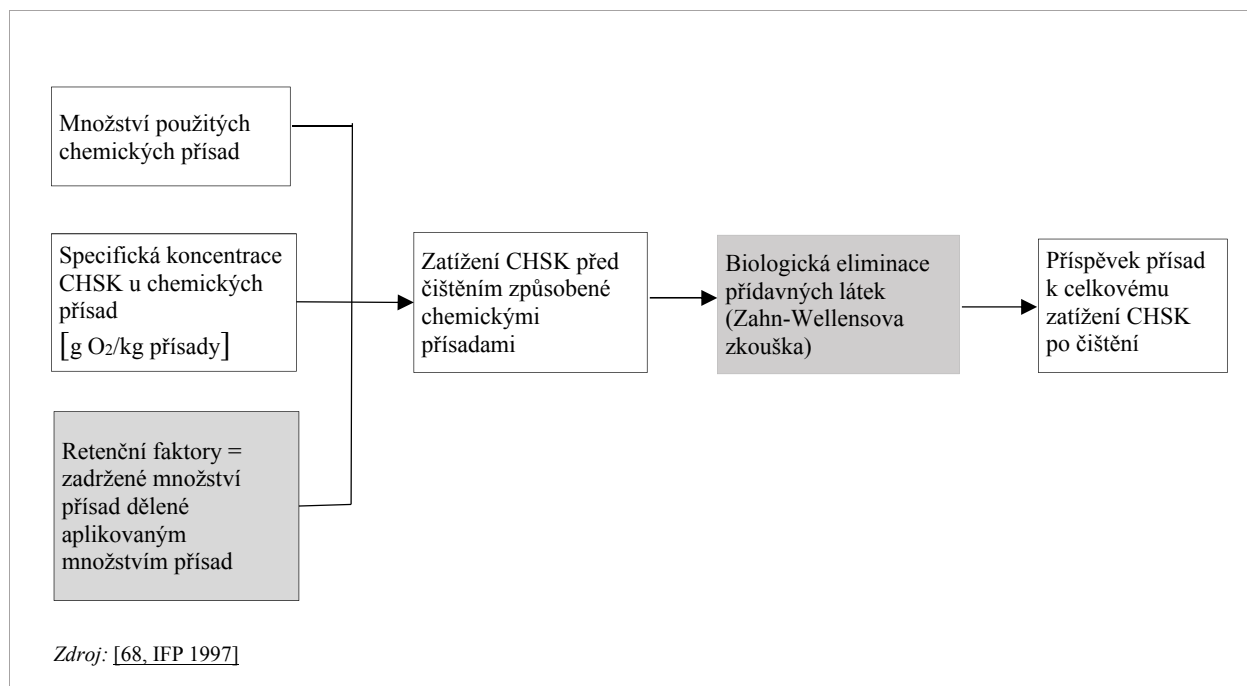 Množství použitých
chemických přísad
Specifická koncentrace
CHSK u chemických
přísad
[g O₂/kg přísady]
Retenční faktory =
zadržené množství
přísad dělené
aplikovaným
množstvím přísad
Zatížení CHSK před
čištěním způsobené
chemickými
přísadami
Biologická eliminace
přídavných látek
(Zahn-Wellensova
zkouška)
Příspěvek přísad
k celkovému
zatížení CHSK
po čištění
Zdroj: [68, IFP 1997]